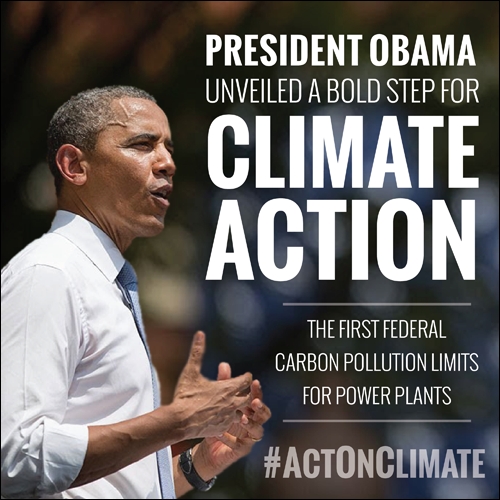 PRESIDENT OBAMA
UNVEILED A BOLD STEP FOR
CLIMATE
ACTION
THE FIRST FEDERAL
CARBON POLLUTION LIMITS
FOR POWER PLANTS
#ACTONCLIMATE